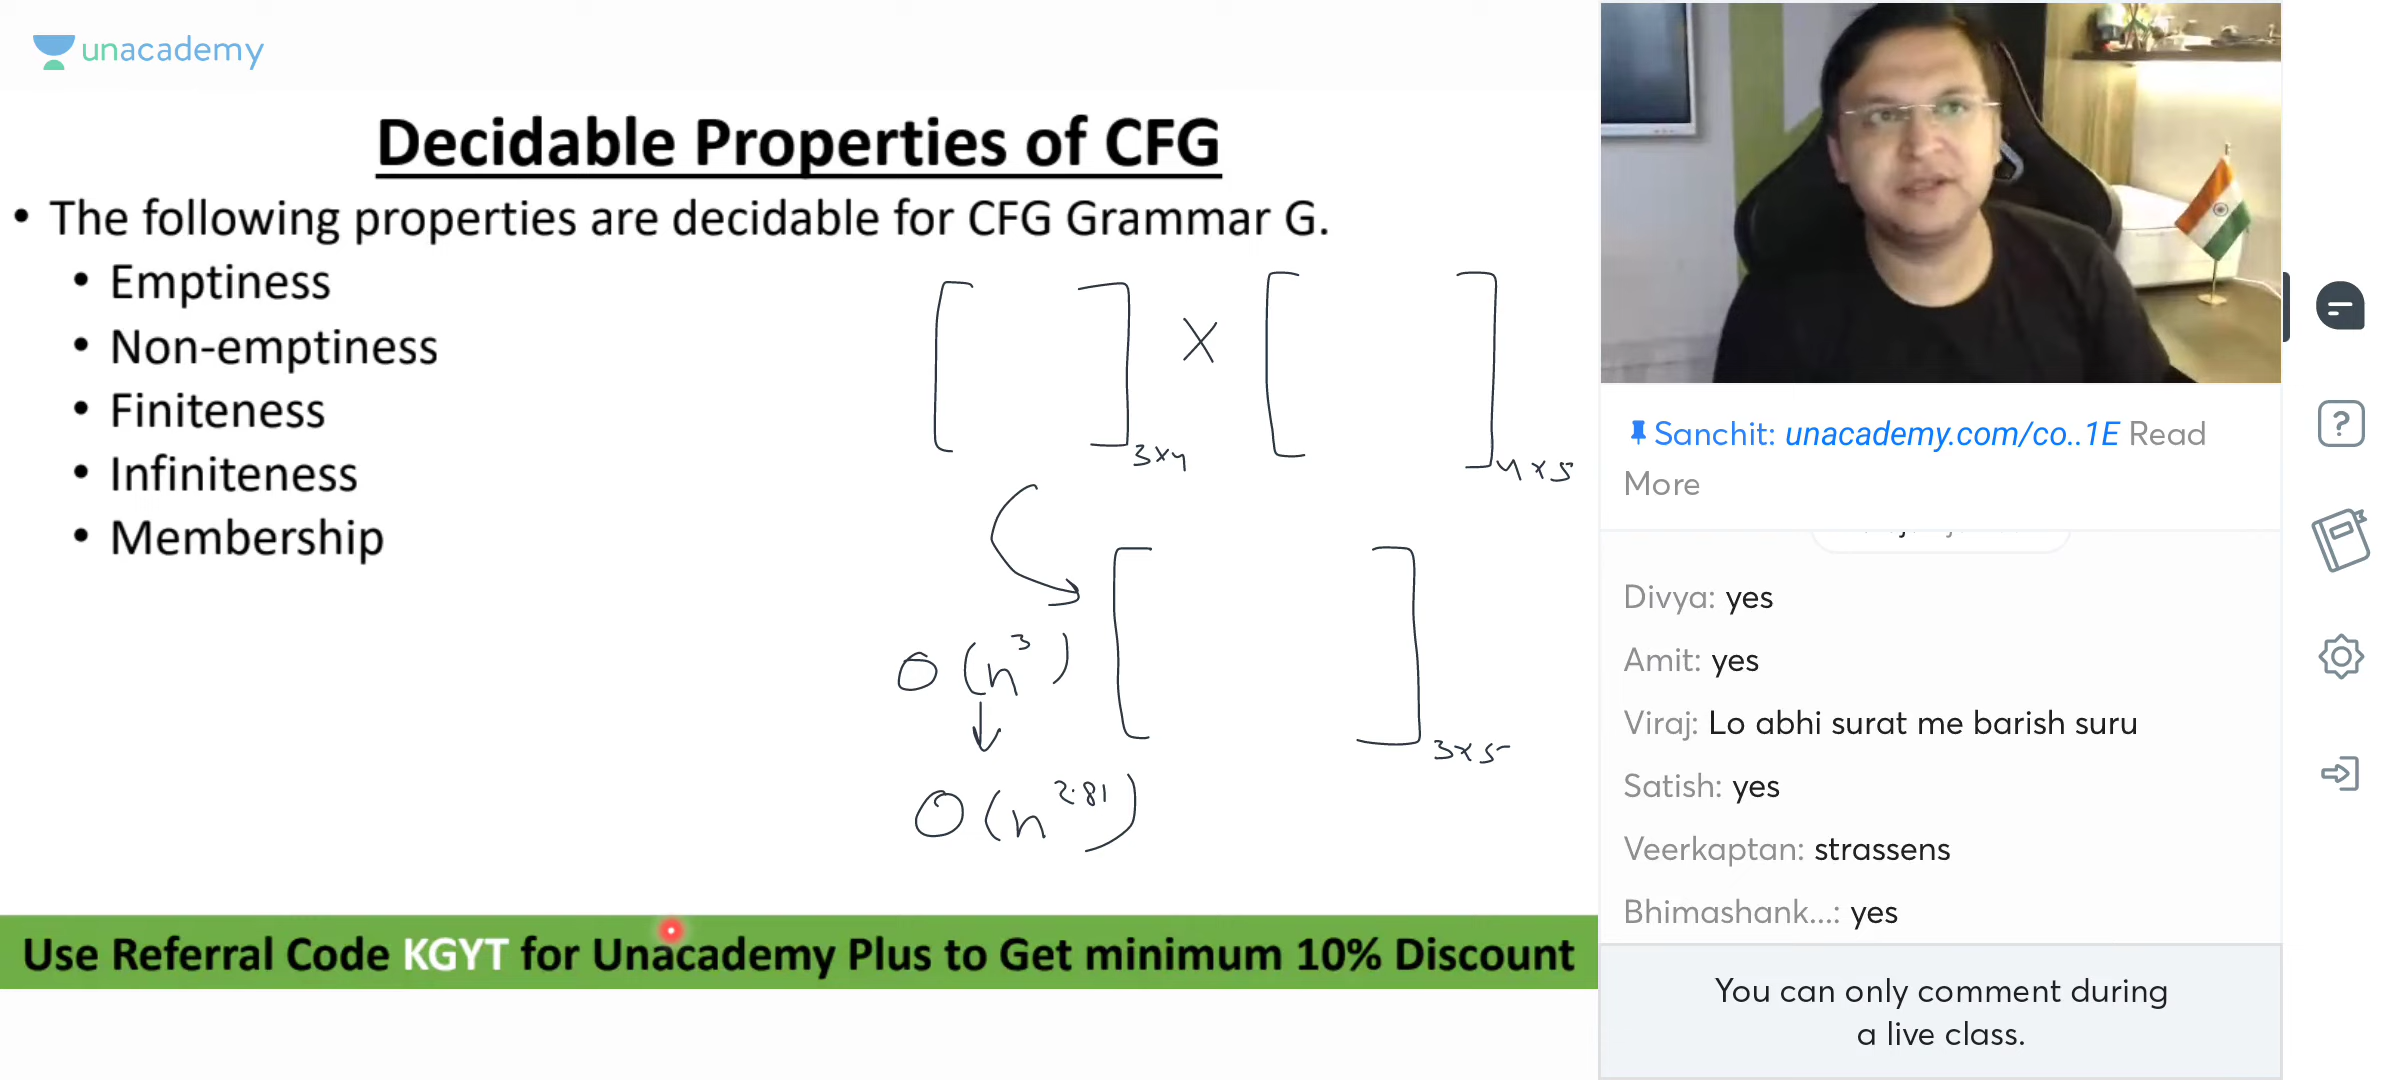 unacademy
Decidable Properties of CFG
• The following properties are decidable for CFG Grammar G.
• Emptiness
• Non-emptiness
• Finiteness
• Infiniteness
• Membership
3×4
×
4×5
O(n³)
3×5
O(n^2.81)
Use Referral Code KGYT for Unacademy Plus to Get minimum 10% Discount
Sanchit: unacademy.com/co..1E Read
More
Divya: yes
Amit: yes
Viraj: Lo abhi surat me barish suru
Satish: yes
Veerkaptan: strassens
Bhimashank...: yes
You can only comment during
a live class.
?